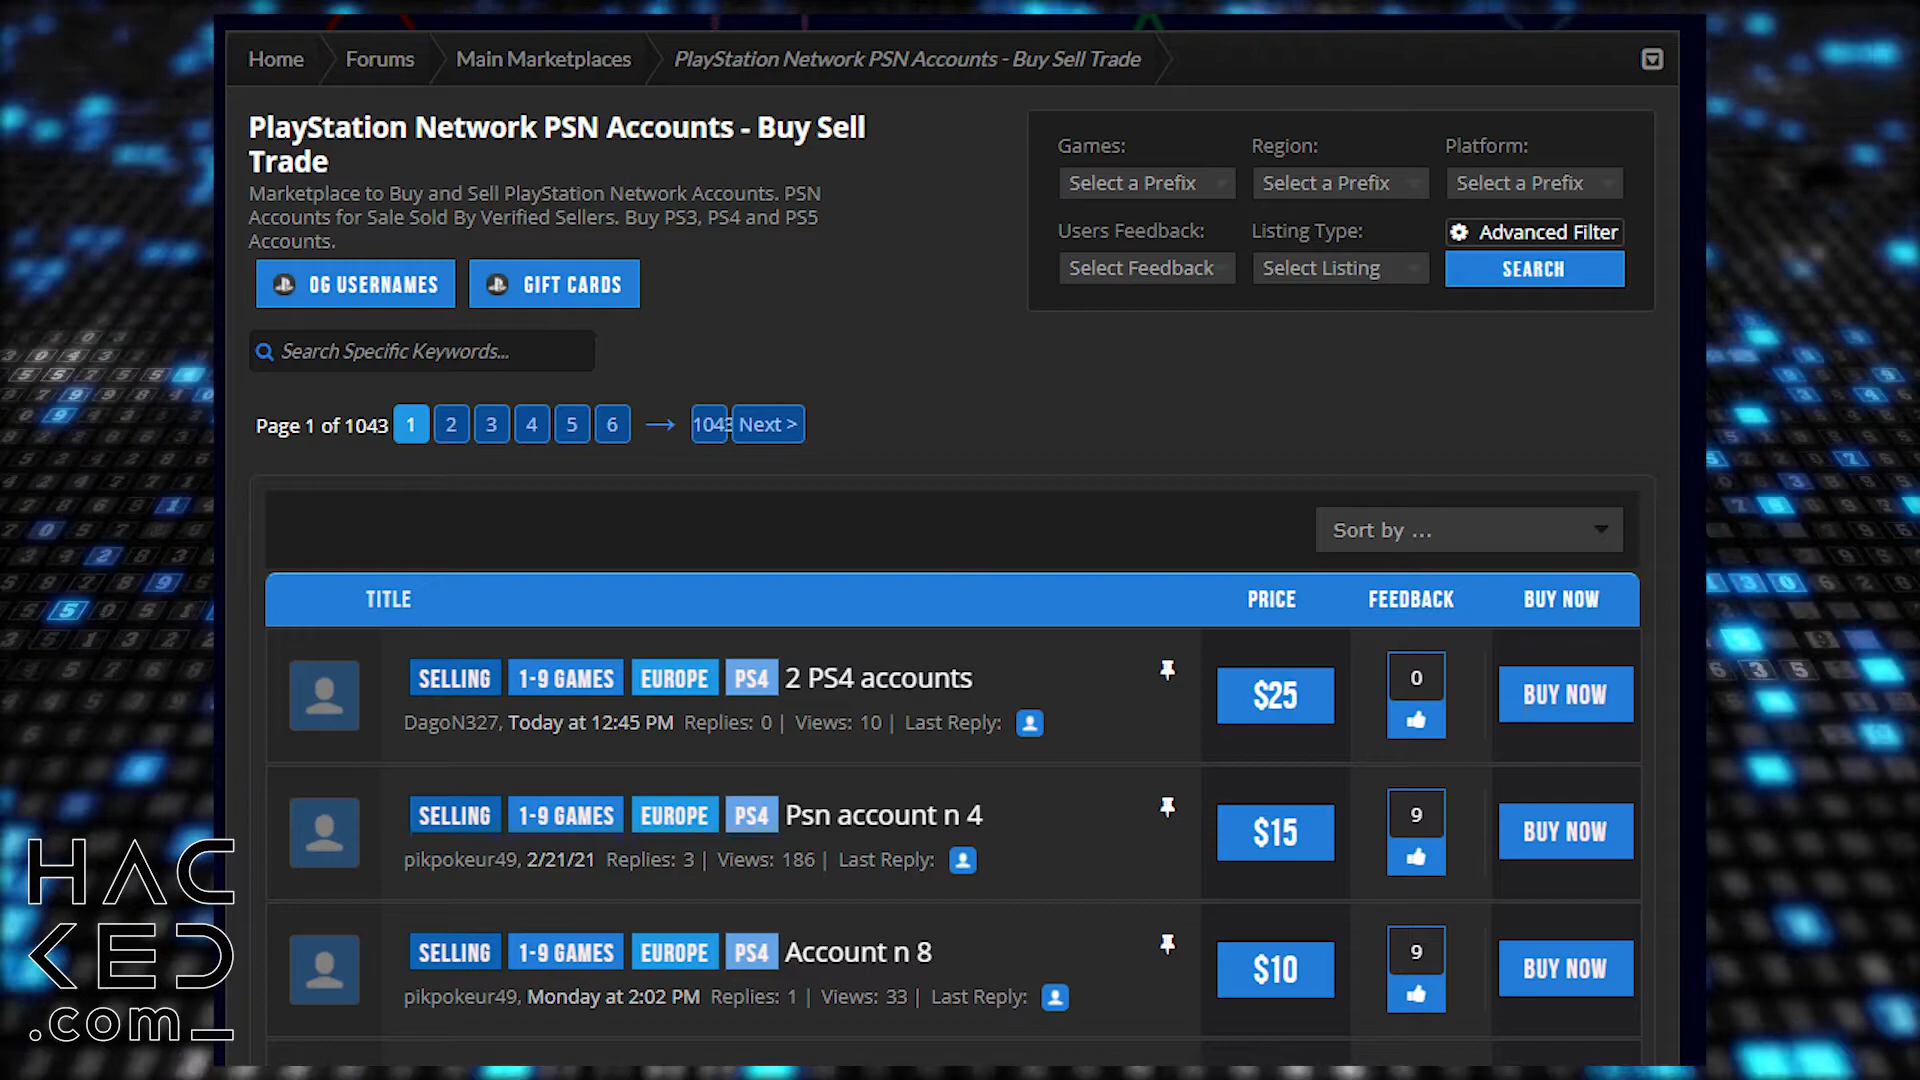 Home Forums Main Marketplaces PlayStation Network PSN Accounts - Buy Sell Trade
PlayStation Network PSN Accounts - Buy Sell
Trade
Marketplace to Buy and Sell PlayStation Network Accounts. PSN
Accounts for Sale Sold By Verified Sellers. Buy PS3, PS4 and PS5
Accounts.
OG USERNAMES GIFT CARDS
Games: Region: Platform:
Select a Prefix Select a Prefix Select a Prefix
Users Feedback: Listing Type: Advanced Filter
Select Feedback Select Listing SEARCH
Search Specific Keywords...
Page 1 of 1043 1 2 3 4 5 6 → 1043 Next >
Sort by ...
TITLE PRICE FEEDBACK BUY NOW
SELLING 1-9 GAMES EUROPE PS4 2 PS4 accounts
DagoN327, Today at 12:45 PM Replies: 0 | Views: 10 | Last Reply:
$25 0 BUY NOW
SELLING 1-9 GAMES EUROPE PS4 Psn account n 4
pikpokeur49, 2/21/21 Replies: 3 | Views: 186 | Last Reply:
$15 9 BUY NOW
SELLING 1-9 GAMES EUROPE PS4 Account n 8
pikpokeur49, Monday at 2:02 PM Replies: 1 | Views: 33 | Last Reply:
$10 9 BUY NOW
HAC
KED
.com_